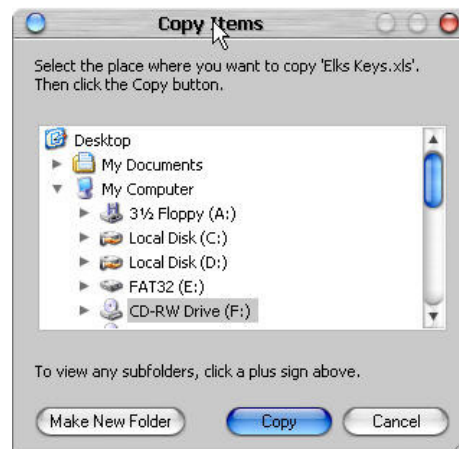 Copy Items
Select the place where you want to copy 'Elks Keys.xls'.
Then click the Copy button.
Desktop
My Documents
My Computer
3½ Floppy (A:)
Local Disk (C:)
Local Disk (D:)
FAT32 (E:)
CD-RW Drive (F:)
To view any subfolders, click a plus sign above.
Make New Folder
Copy
Cancel